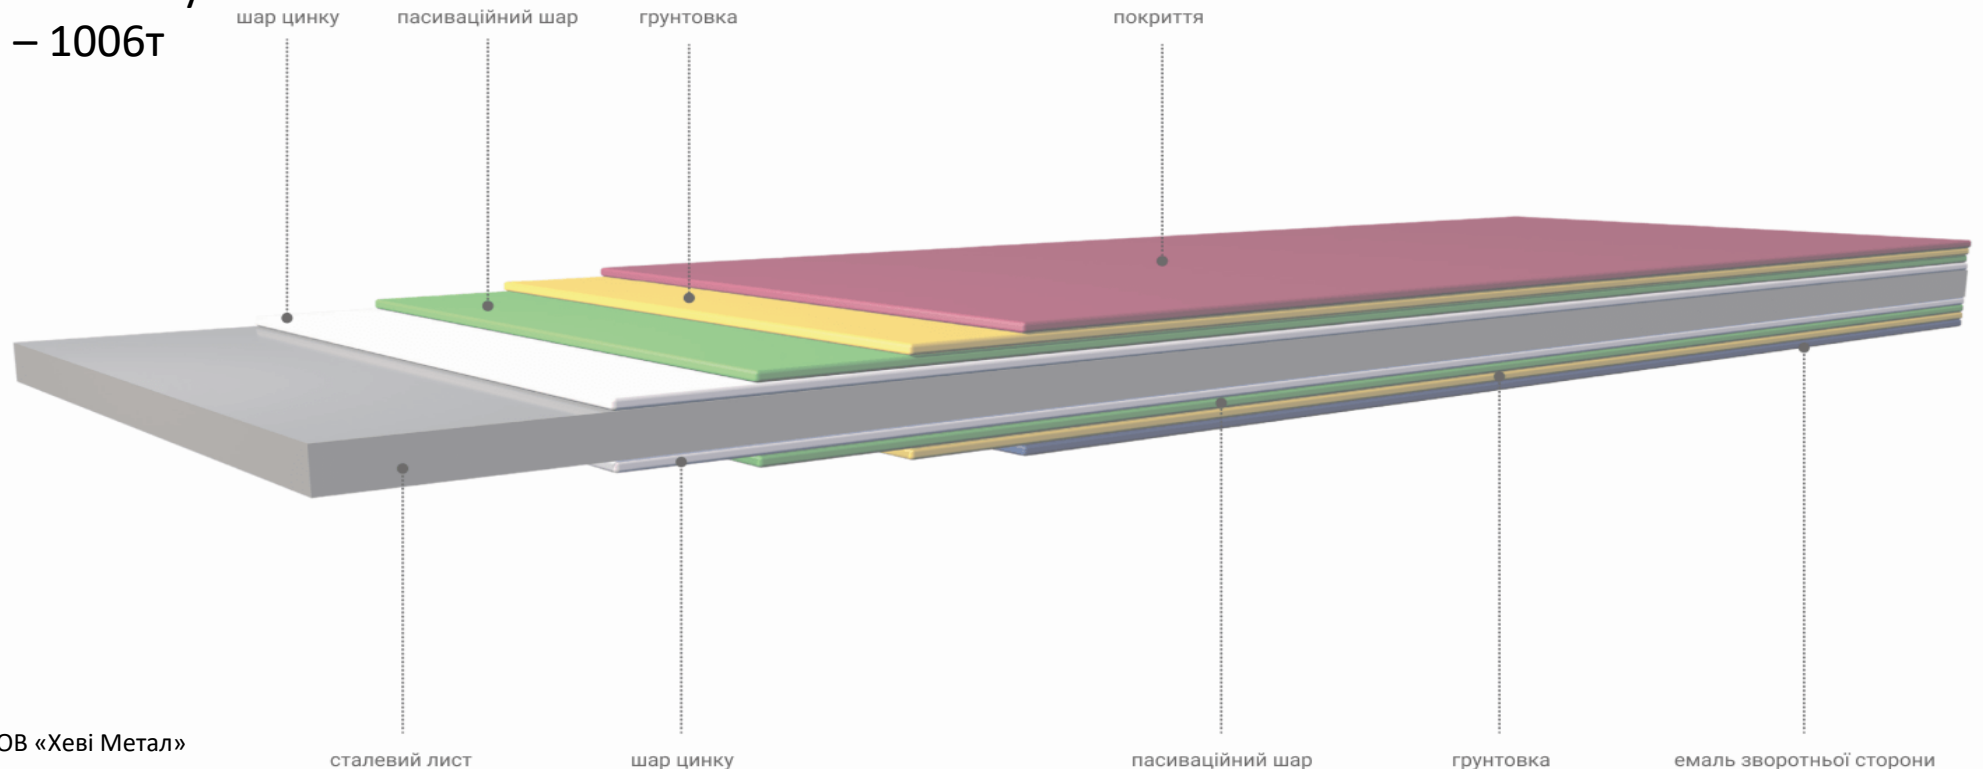 шар цинку
пасиваційний шар
грунтовка
покриття
– 1006т
ОВ «Хеві Метал»
сталевий лист
шар цинку
пасиваційний шар
грунтовка
емаль зворотньої сторони